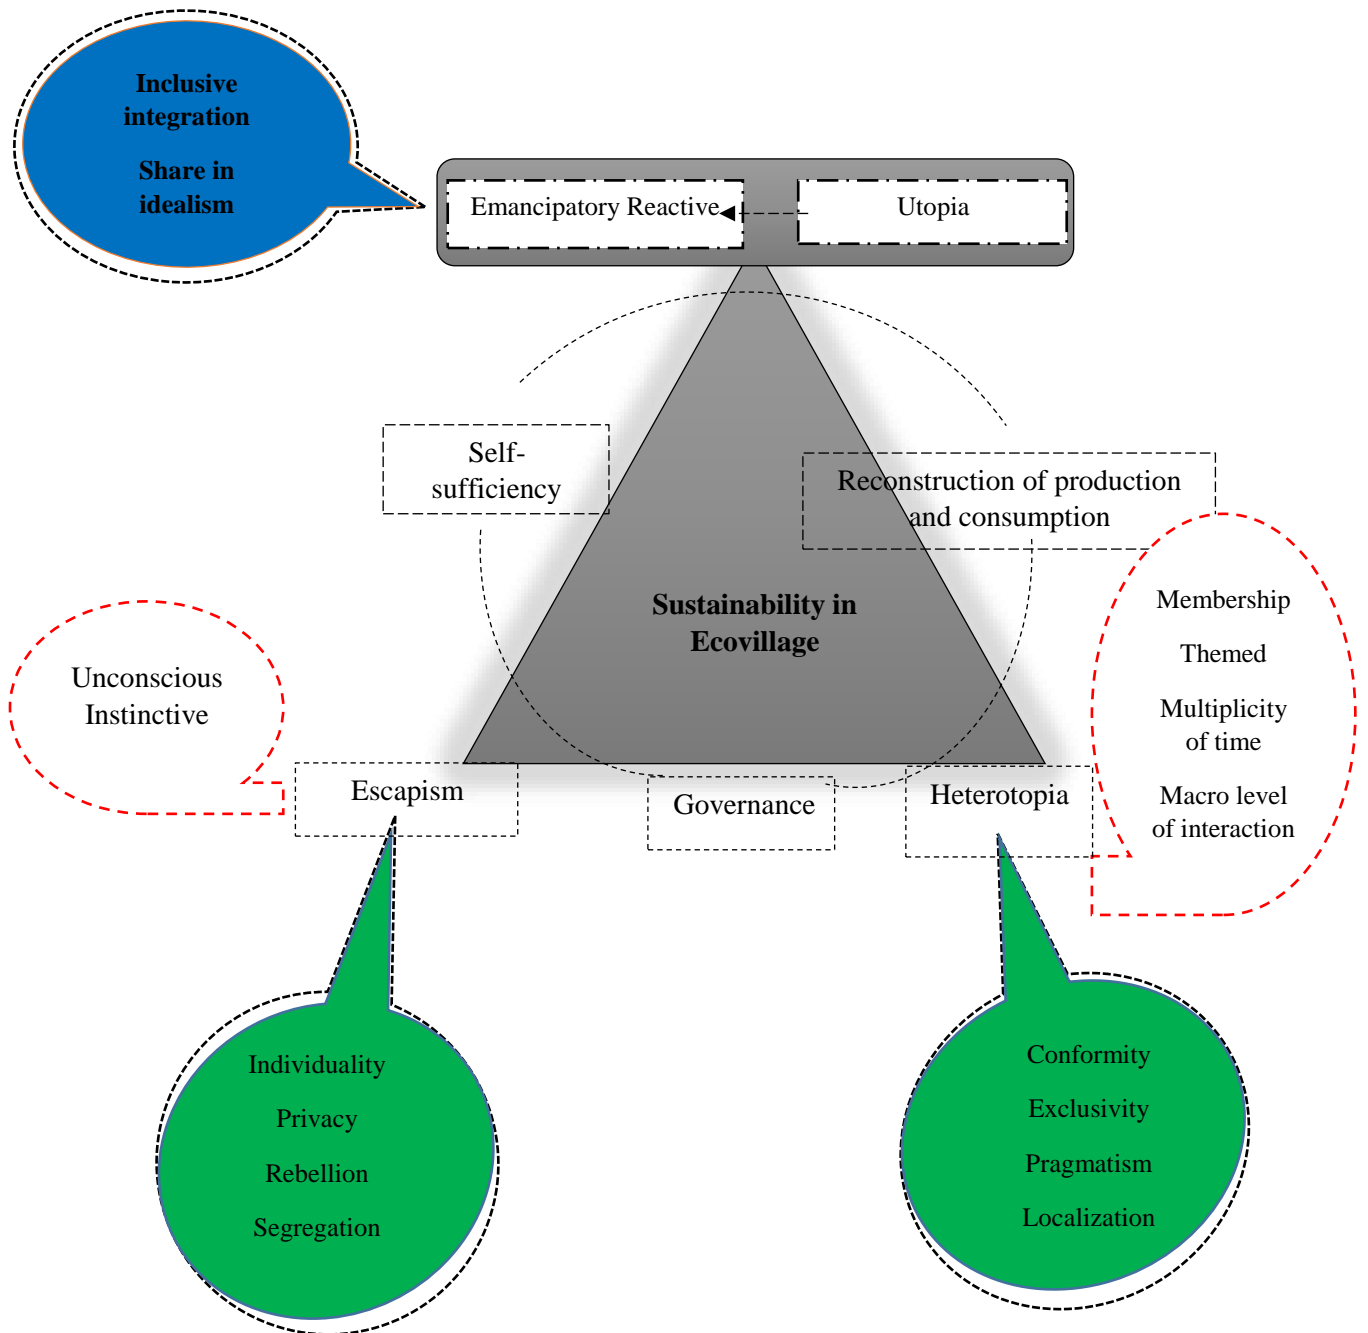 Inclusive
integration
Share in
idealism
Emancipatory Reactive
Utopia
Self-
sufficiency
Reconstruction of production
and consumption
Sustainability in
Ecovillage
Unconscious
Instinctive
Membership
Themed
Multiplicity
of time
Macro level
of interaction
Escapism
Governance
Heterotopia
Individuality
Privacy
Rebellion
Segregation
Conformity
Exclusivity
Pragmatism
Localization